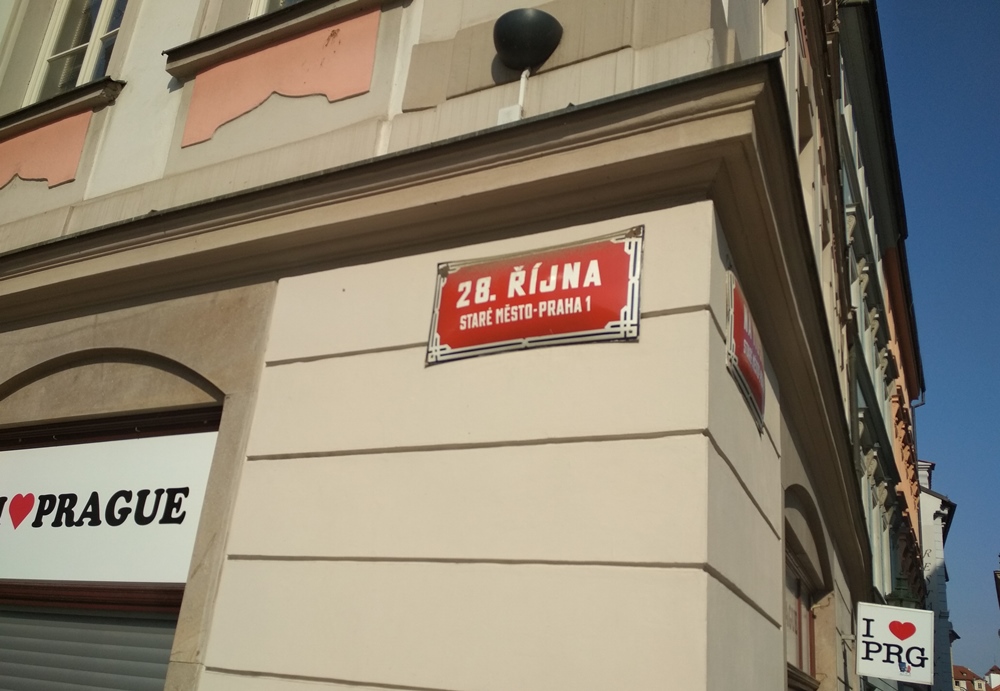 28. ŘÍJNA
STARÉ MĚSTO-PRAHA 1
I ♥ PRAGUE
I ♥
PRG